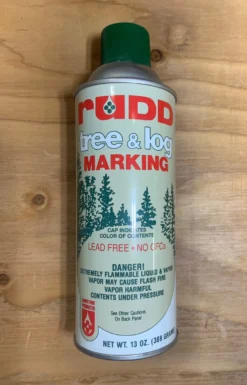 rudd
tree & log
MARKING
CAP INDICATES
COLOR OF CONTENTS
LEAD FREE • NO CFCs
DANGER!
EXTREMELY FLAMMABLE LIQUID & VAPOR
VAPOR MAY CAUSE FLASH FIRE
VAPOR HARMFUL
CONTENTS UNDER PRESSURE
See Other Cautions
On Back Panel
NET WT. 13 OZ. (369 GRAMS)